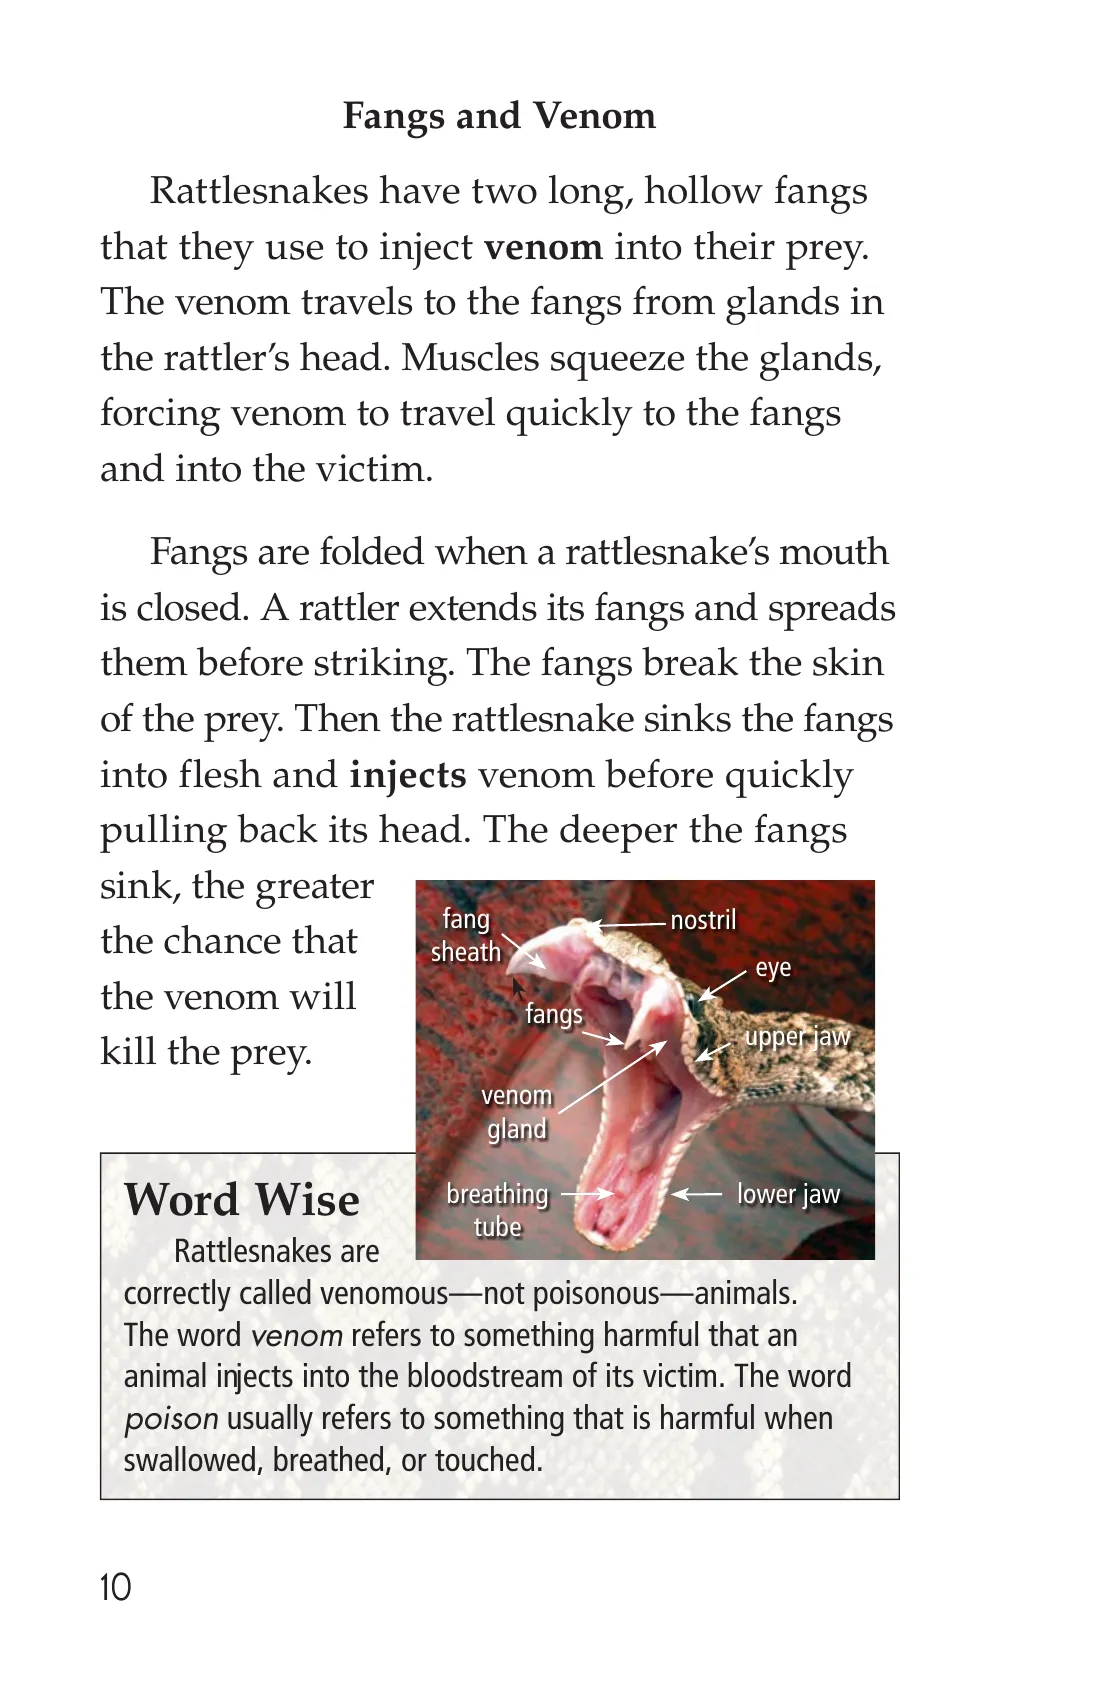 Fangs and Venom
Rattlesnakes have two long, hollow fangs
that they use to inject venom into their prey.
The venom travels to the fangs from glands in
the rattler’s head. Muscles squeeze the glands,
forcing venom to travel quickly to the fangs
and into the victim.
Fangs are folded when a rattlesnake’s mouth
is closed. A rattler extends its fangs and spreads
them before striking. The fangs break the skin
of the prey. Then the rattlesnake sinks the fangs
into flesh and injects venom before quickly
pulling back its head. The deeper the fangs
sink, the greater
the chance that
the venom will
kill the prey.
fang
sheath
nostril
eye
fangs
upper jaw
venom
gland
breathing
tube
lower jaw
Word Wise
Rattlesnakes are
correctly called venomous—not poisonous—animals.
The word venom refers to something harmful that an
animal injects into the bloodstream of its victim. The word
poison usually refers to something that is harmful when
swallowed, breathed, or touched.
10